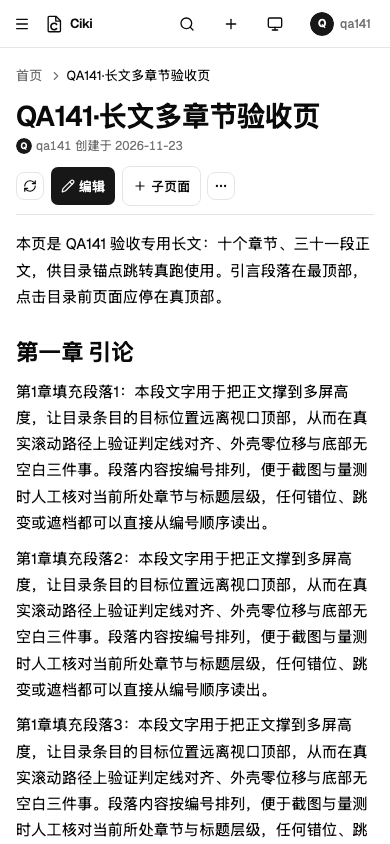 Ciki
Q
qa141
首页 > QA141·长文多章节验收页
QA141·长文多章节验收页
Q qa141 创建于 2026-11-23
编辑
子页面
本页是 QA141 验收专用长文：十个章节、三十一段正
文，供目录锚点跳转真跑使用。引言段落在最顶部，
点击目录前页面应停在真顶部。
第一章 引论
第1章填充段落1：本段文字用于把正文撑到多屏高
度，让目录条目的目标位置远离视口顶部，从而在真
实滚动路径上验证判定线对齐、外壳零位移与底部无
空白三件事。段落内容按编号排列，便于截图与量测
时人工核对当前所处章节与标题层级，任何错位、跳
变或遮档都可以直接从编号顺序读出。
第1章填充段落2：本段文字用于把正文撑到多屏高
度，让目录条目的目标位置远离视口顶部，从而在真
实滚动路径上验证判定线对齐、外壳零位移与底部无
空白三件事。段落内容按编号排列，便于截图与量测
时人工核对当前所处章节与标题层级，任何错位、跳
变或遮档都可以直接从编号顺序读出。
第1章填充段落3：本段文字用于把正文撑到多屏高
度，让目录条目的目标位置远离视口顶部，从而在真
实滚动路径上验证判定线对齐、外壳零位移与底部无
空白三件事。段落内容按编号排列，便于截图与量测
时人工核对当前所处章节与标题层级，任何错位、跳